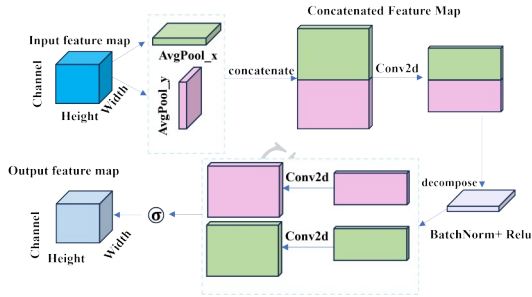 Concatenated Feature Map
Input feature map
Channel
Height
Width
AvgPool_x
AvgPool_y
concatenate
Conv2d
decompose
BatchNorm+ Relu
Conv2d
Conv2d
σ
Output feature map
Channel
Height
Width